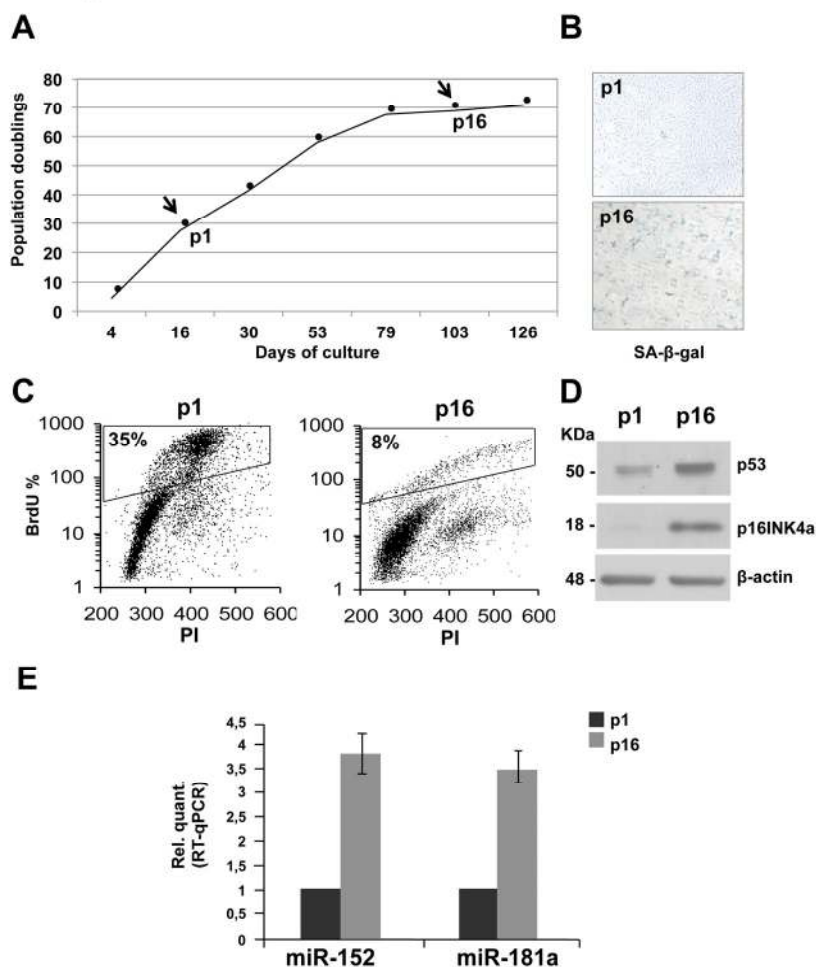 A
Population doublings
80
70
60
50
40
30
20
10
0
p1
p16
4 16 30 53 79 103 126
Days of culture
B
p1
p16
SA-β-gal
C
p1
BrdU %
1000
100
10
1
35%
200 300 400 500 600
PI
p16
1000
100
10
1
8%
200 300 400 500 600
PI
D
p1 p16
KDa
50 - p53
18 - p16INK4a
48 - β-actin
E
Rel. quant.
(RT-qPCR)
4,5
4
3,5
3
2,5
2
1,5
1
0,5
0
miR-152 miR-181a
p1
p16